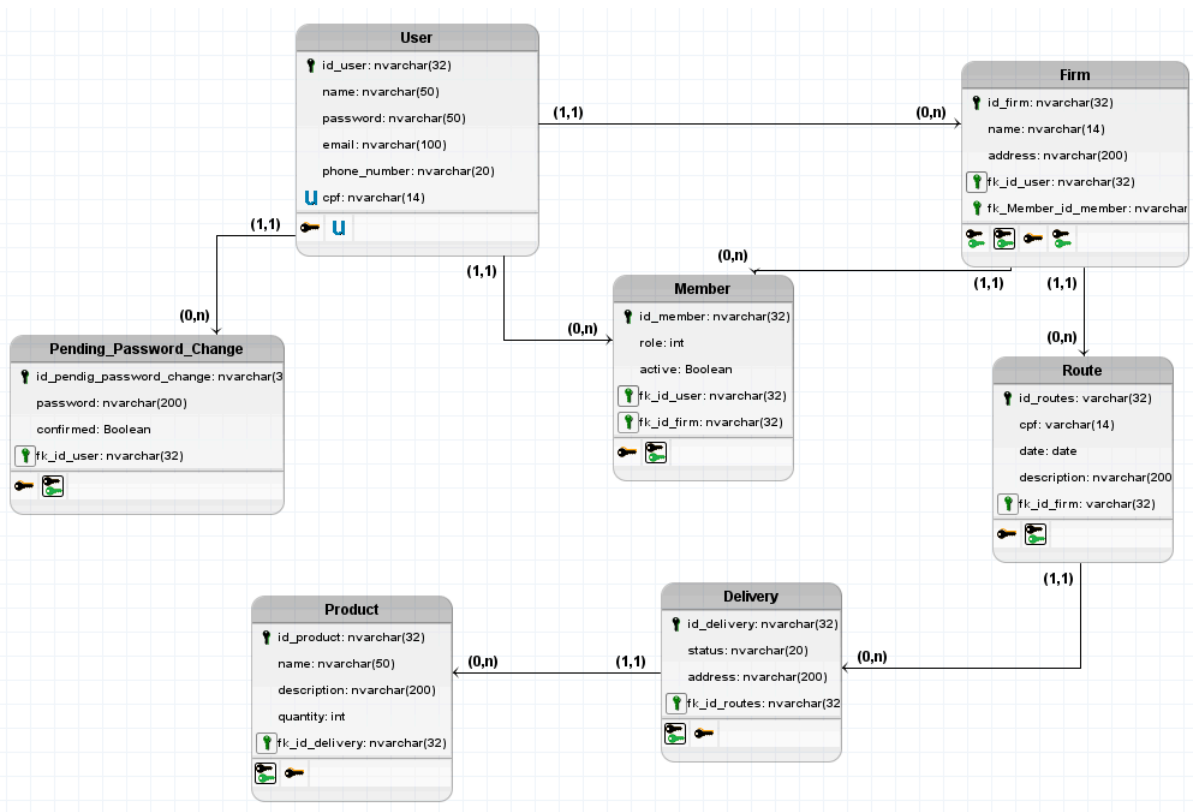 User
id_user: nvarchar(32)
name: nvarchar(50)
password: nvarchar(50)
email: nvarchar(100)
phone_number: nvarchar(20)
U cpf: nvarchar(14)
U
(1,1)
(0,n)
Firm
id_firm: nvarchar(32)
name: nvarchar(14)
address: nvarchar(200)
fk_id_user: nvarchar(32)
fk_Member_id_member: nvarchar
(1,1)
(0,n)
Pending_Password_Change
id_pendig_password_change: nvarchar(3
password: nvarchar(200)
confirmed: Boolean
fk_id_user: nvarchar(32)
(1,1)
(0,n)
(0,n)
(1,1)
Member
id_member: nvarchar(32)
role: int
active: Boolean
fk_id_user: nvarchar(32)
fk_id_firm: nvarchar(32)
(1,1)
(0,n)
Route
id_routes: varchar(32)
cpf: varchar(14)
date: date
description: nvarchar(200
fk_id_firm: varchar(32)
(1,1)
(0,n)
Delivery
id_delivery: nvarchar(32)
status: nvarchar(20)
address: nvarchar(200)
fk_id_routes: nvarchar(32
(1,1)
(0,n)
Product
id_product: nvarchar(32)
name: nvarchar(50)
description: nvarchar(200)
quantity: int
fk_id_delivery: nvarchar(32)